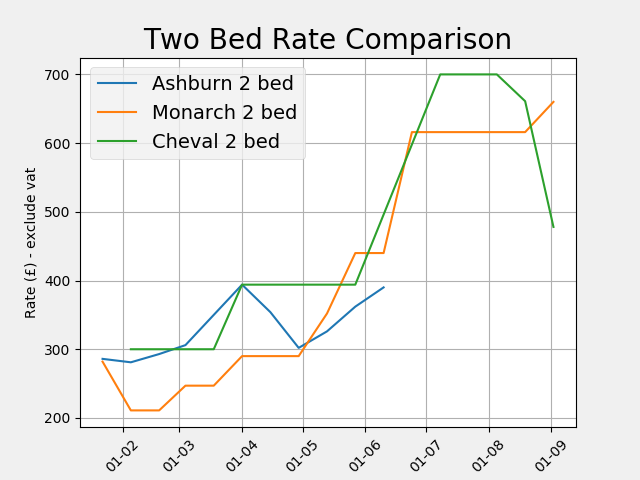 Two Bed Rate Comparison
Ashburn 2 bed
Monarch 2 bed
Cheval 2 bed
Rate (£) - exclude vat
700
600
500
400
300
200
01-02
01-03
01-04
01-05
01-06
01-07
01-08
01-09